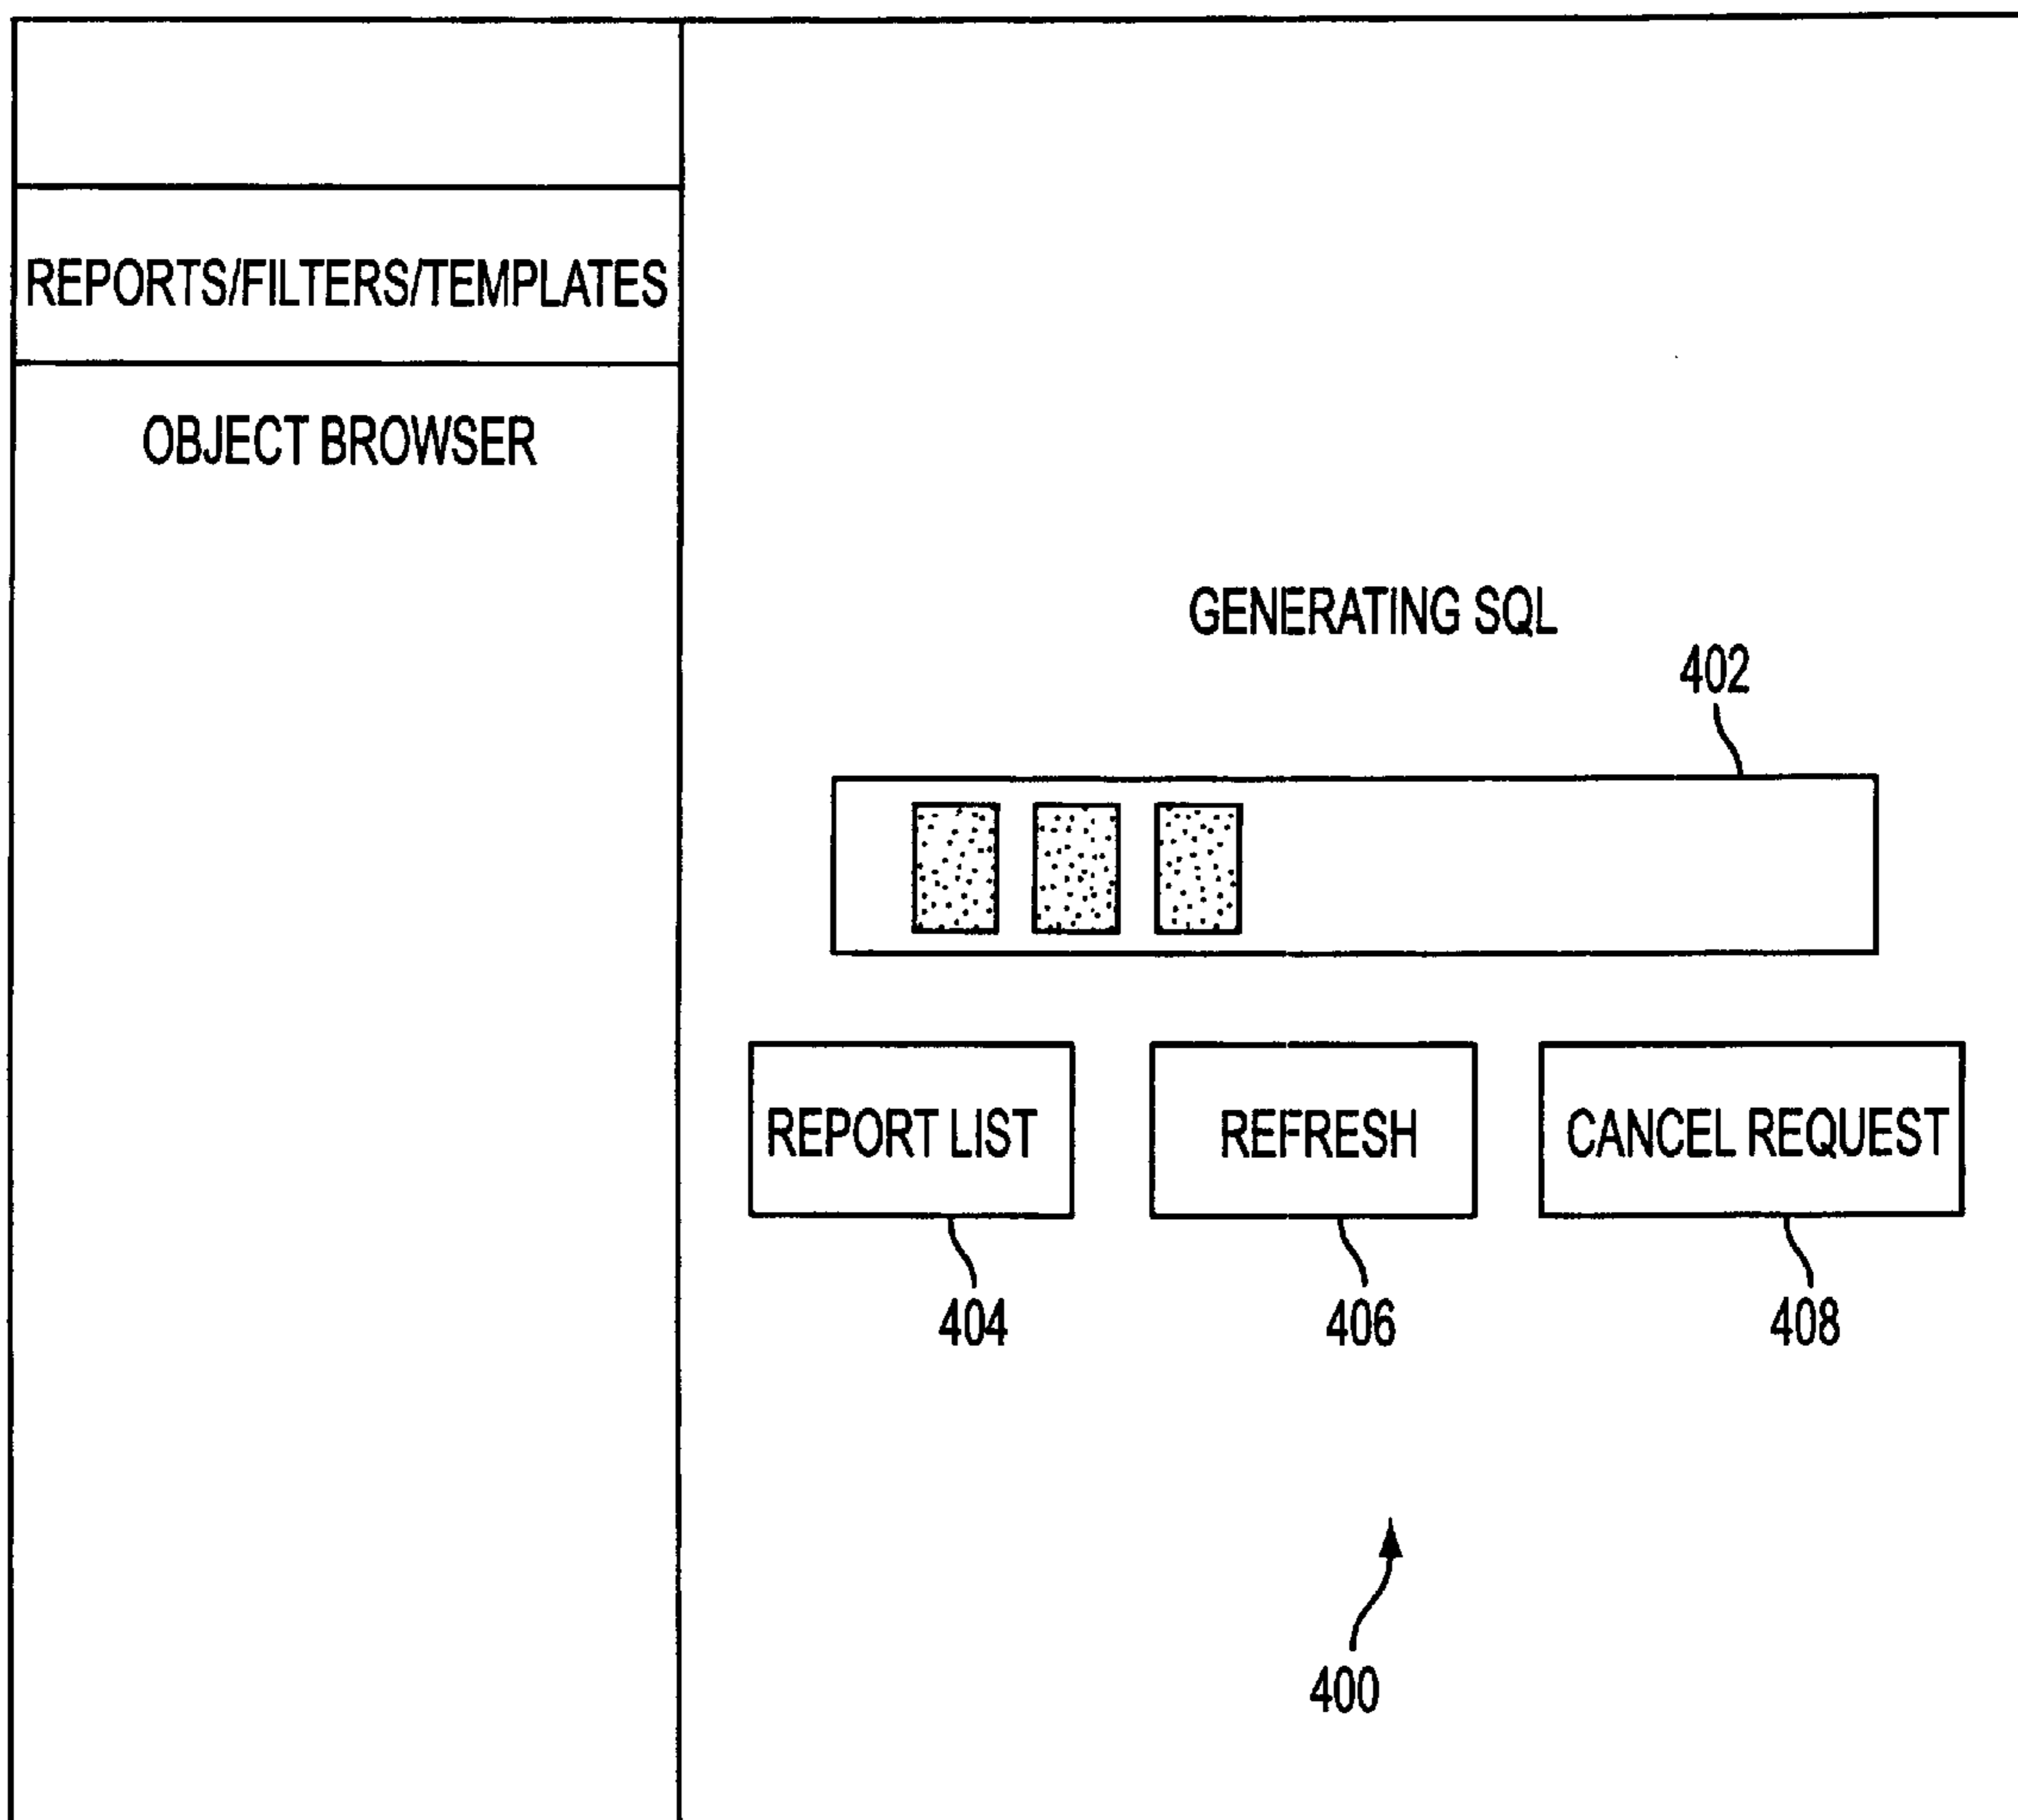 REPORTS/FILTERS/TEMPLATES
OBJECT BROWSER
GENERATING SQL
402
REPORT LIST
REFRESH
CANCEL REQUEST
404
406
408
400